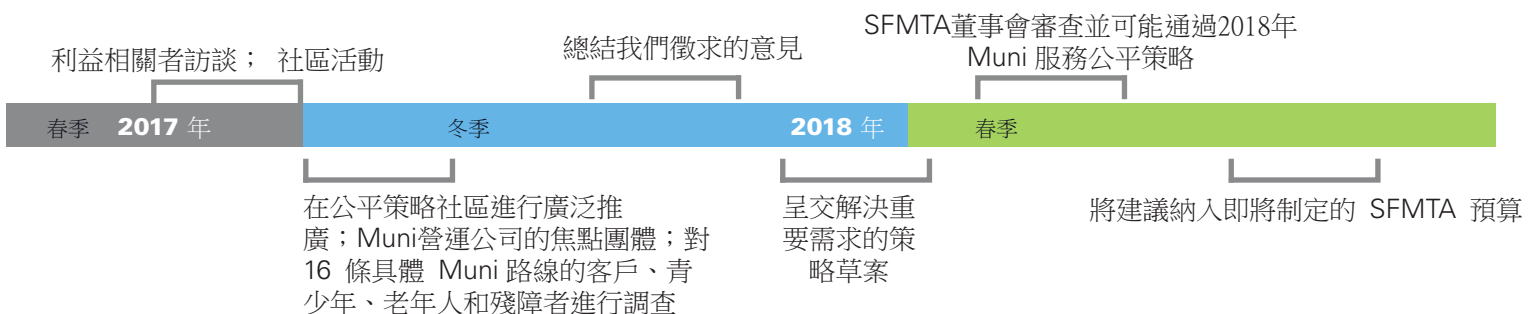 利益相關者訪談； 社區活動
總結我們徵求的意見
SFMTA董事會審查並可能通過2018年
Muni 服務公平策略
春季 2017 年
冬季
2018 年
春季
在公平策略社區進行廣泛推
廣；Muni營運公司的焦點團體；對
16 條具體 Muni 路線的客戶、青
少年、老年人和殘障者進行調查
呈交解決重
要需求的策
略草案
將建議納入即將制定的 SFMTA 預算